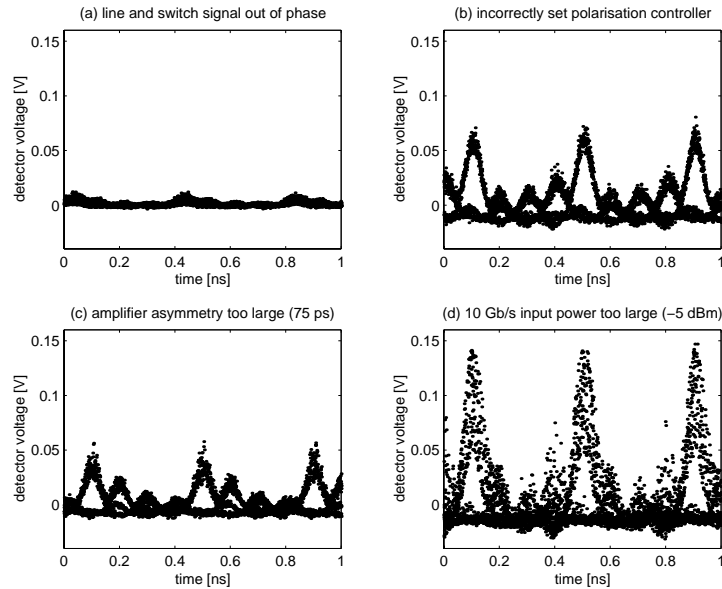 (a) line and switch signal out of phase
0.15
0.1
0.05
0
detector voltage [V]
0 0.2 0.4 0.6 0.8 1
time [ns]
(b) incorrectly set polarisation controller
0.15
0.1
0.05
0
detector voltage [V]
0 0.2 0.4 0.6 0.8 1
time [ns]
(c) amplifier asymmetry too large (75 ps)
0.15
0.1
0.05
0
detector voltage [V]
0 0.2 0.4 0.6 0.8 1
time [ns]
(d) 10 Gb/s input power too large (−5 dBm)
0.15
0.1
0.05
0
detector voltage [V]
0 0.2 0.4 0.6 0.8 1
time [ns]